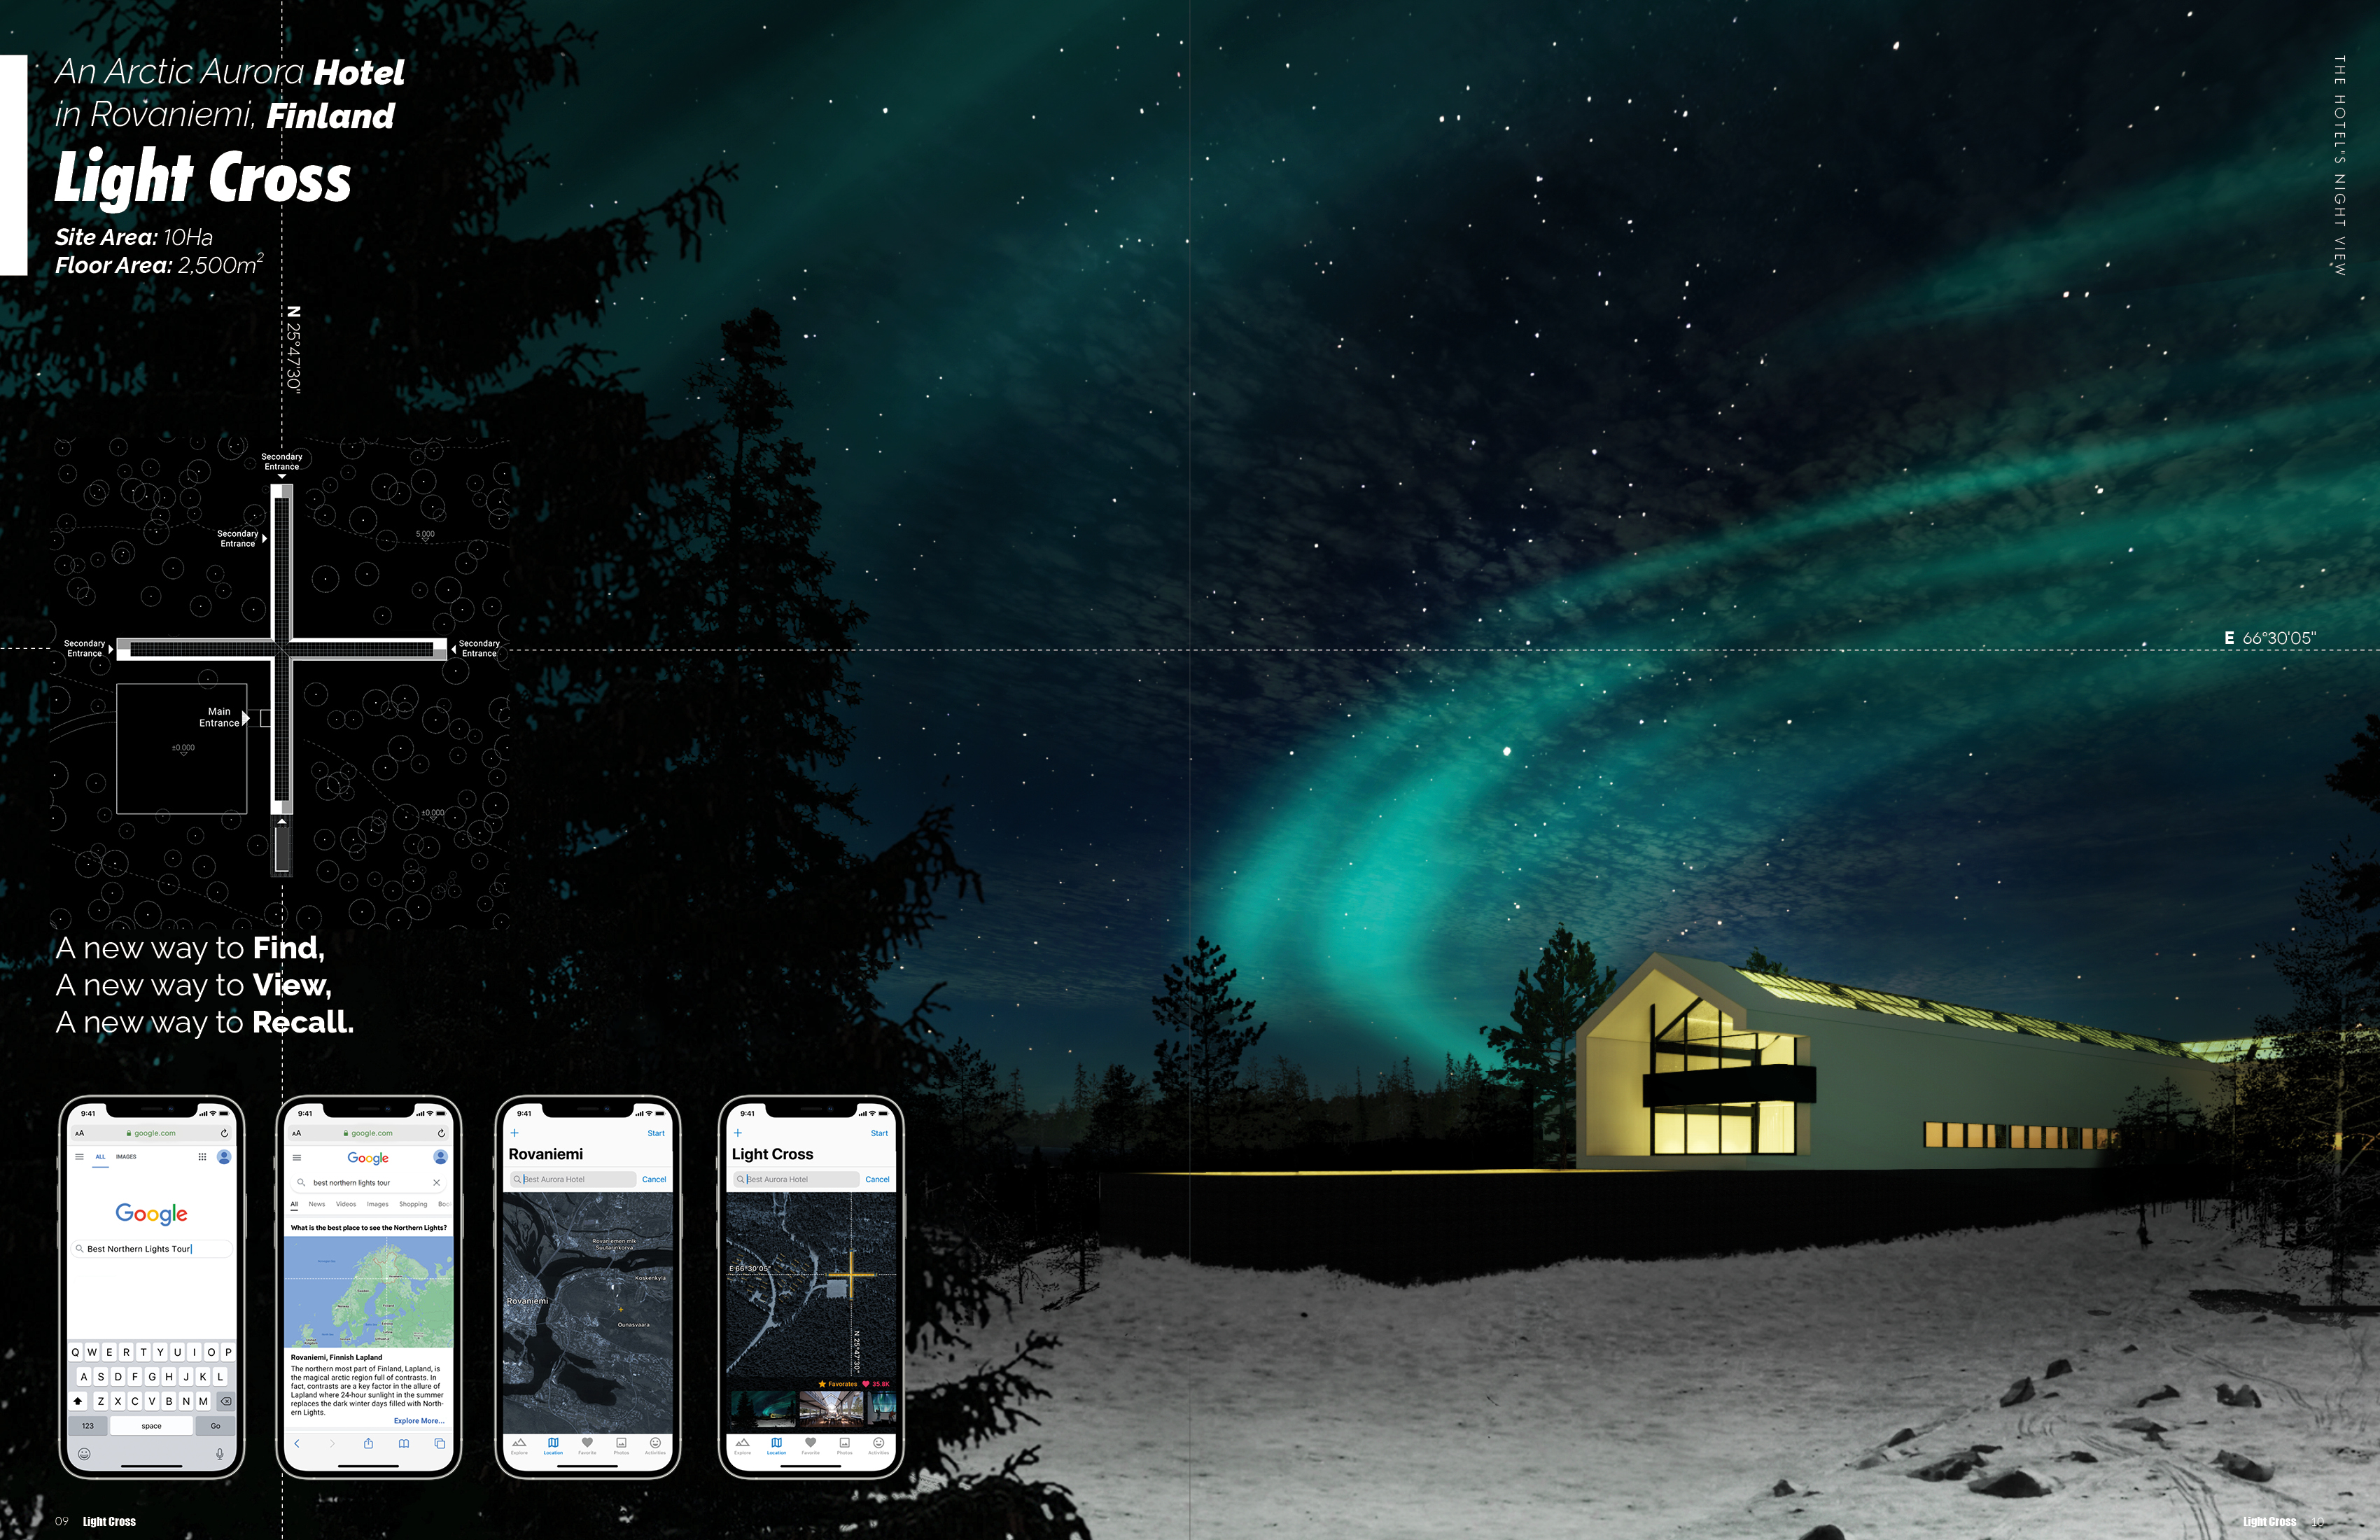 An Arctic Aurora Hotel
in Rovaniemi, Finland
Light Cross
Site Area: 10Ha
Floor Area: 2,500m²
N 25°47'30"
THE HOTEL'S NIGHT VIEW
E 66°30'05"
Secondary
Entrance
Secondary
Entrance
5.000
Secondary
Entrance
Secondary
Entrance
Main
Entrance
±0.000
±0.000
A new way to Find,
A new way to View,
A new way to Recall.
9:41
AA google.com
ALL IMAGES
Google
Best Northern Lights Tour
Q W E R T Y U I O P
A S D F G H J K L
Z X C V B N M
123 space Go
9:41
AA google.com
Google
best northern lights tour
All News Videos Images Shopping Boo
What is the best place to see the Northern Lights?
Rovaniemi, Finnish Lapland
The northern most part of Finland, Lapland, is
the magical arctic region full of contrasts. In
fact, contrasts are a key factor in the allure of
Lapland where 24-hour sunlight in the summer
replaces the dark winter days filled with North-
ern Lights.
Explore More...
9:41
+ Start
Rovaniemi
Best Aurora Hotel Cancel
Rovaniemen mlk
Suutarinkorva
Koskenkylä
Rovaniemi
Ounasvaara
Explore Location Favorite Photos Activities
9:41
+ Start
Light Cross
Best Aurora Hotel Cancel
E 66°30'05"
N 25°47'30"
Favorates 35.8K
Explore Location Favorite Photos Activities
09 Light Cross
Light Cross 10